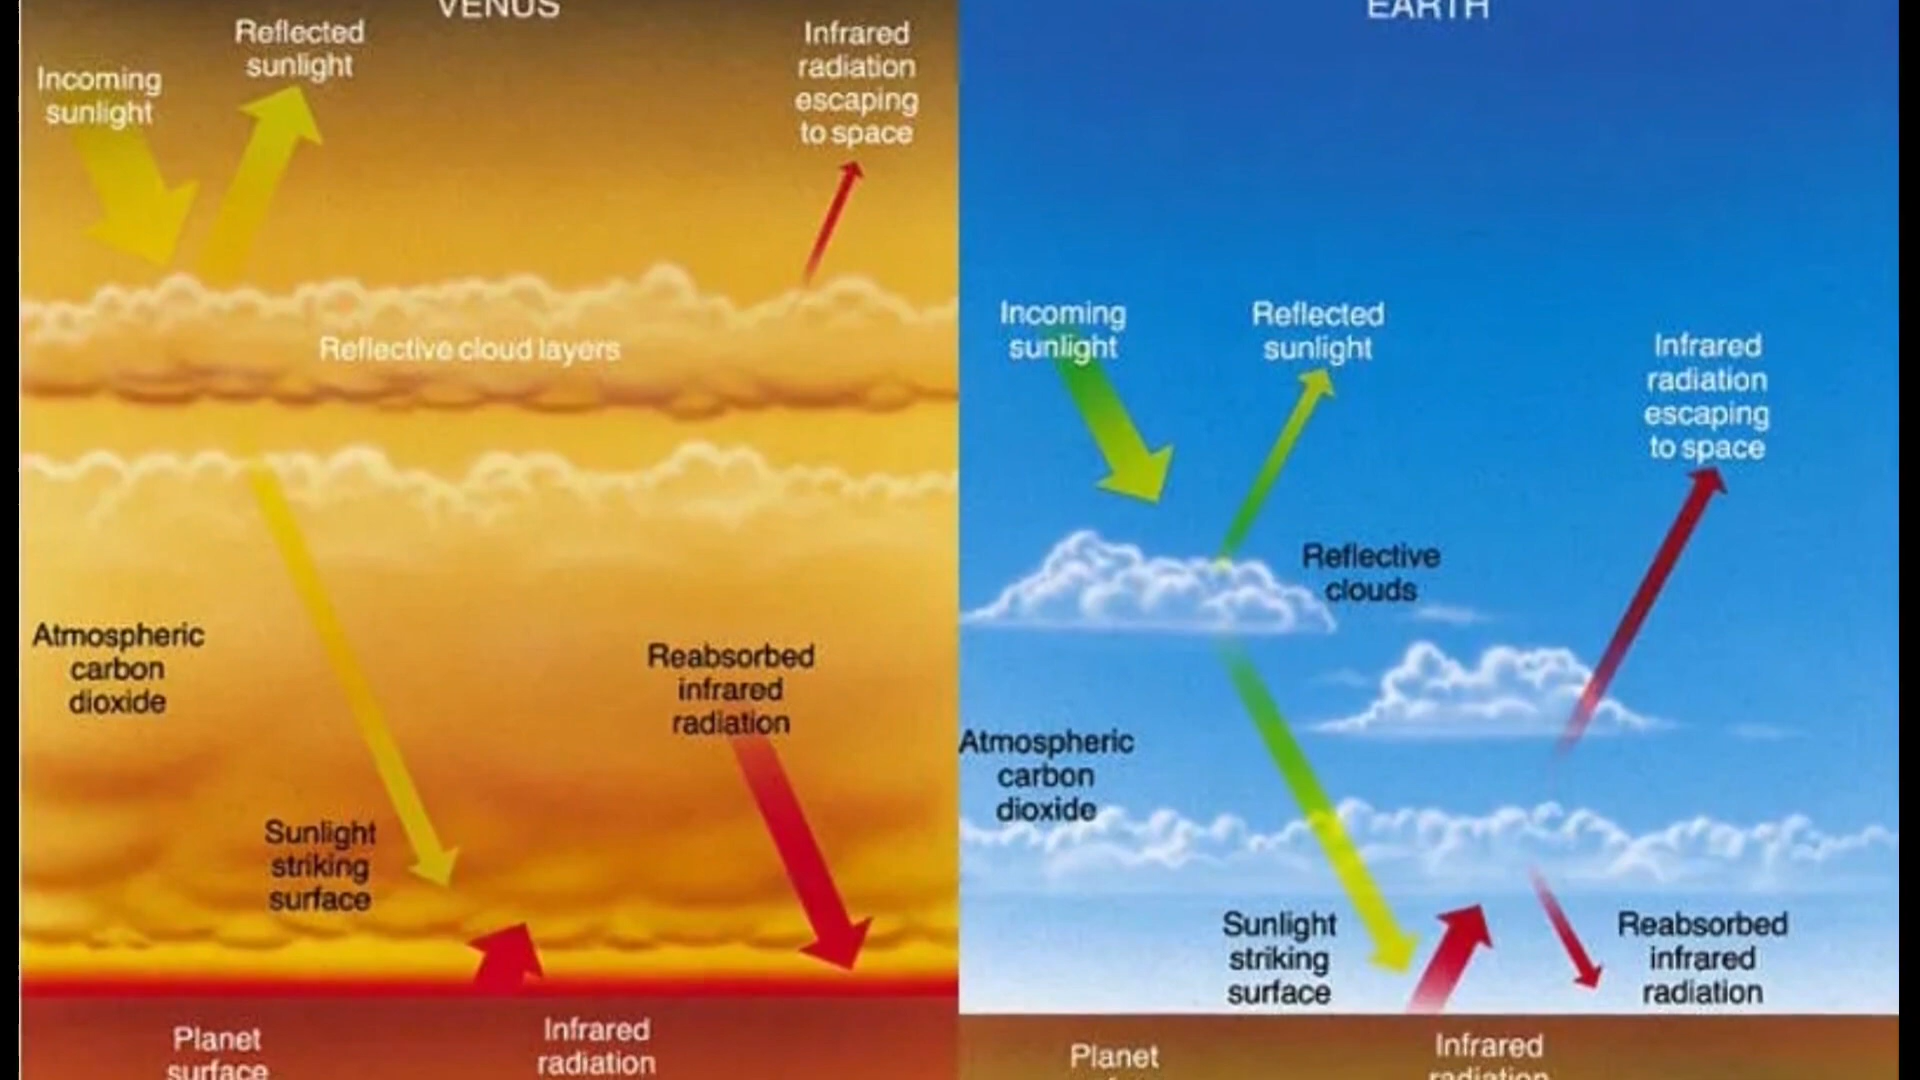 VENUS
Reflected
sunlight
Incoming
sunlight
Infrared
radiation
escaping
to space
Reflective cloud layers
Atmospheric
carbon
dioxide
Reabsorbed
infrared
radiation
Sunlight
striking
surface
Planet
surface
Infrared
radiation
EARTH
Incoming
sunlight
Reflected
sunlight
Infrared
radiation
escaping
to space
Reflective
clouds
Atmospheric
carbon
dioxide
Sunlight
striking
surface
Reabsorbed
infrared
radiation
Planet
Infrared
radiation